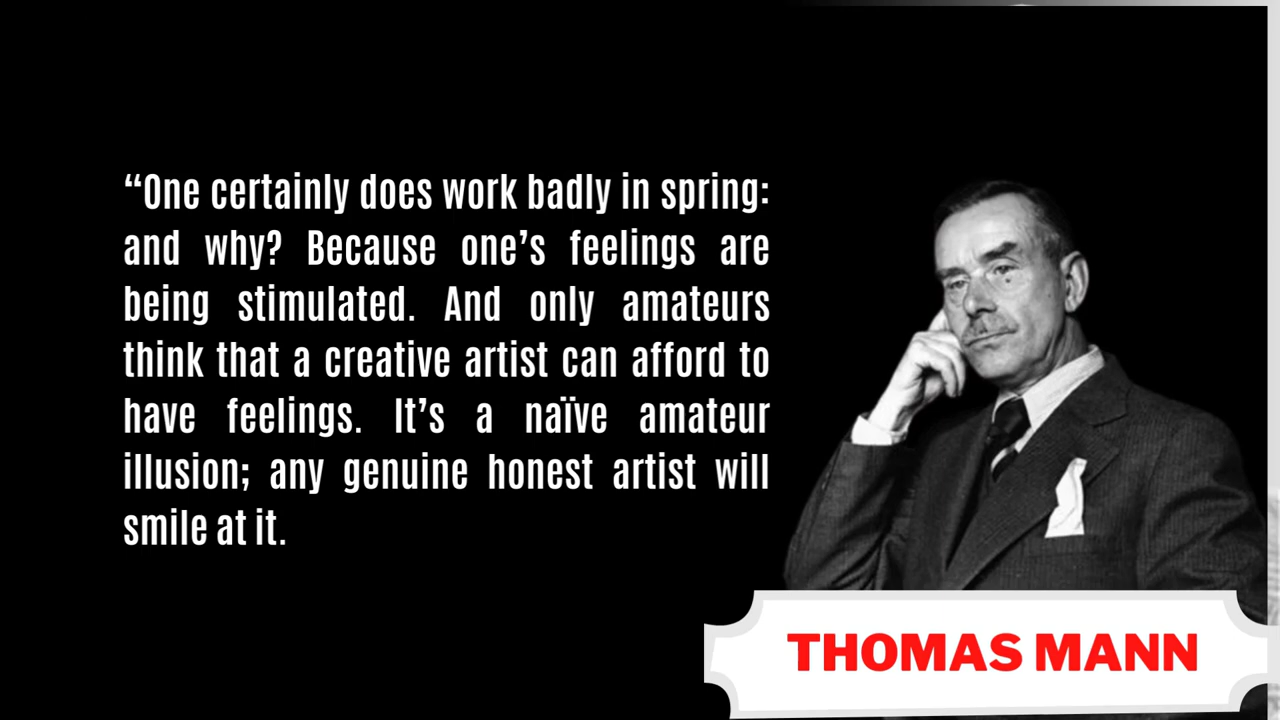 “One certainly does work badly in spring:
and why? Because one’s feelings are
being stimulated. And only amateurs
think that a creative artist can afford to
have feelings. It’s a naïve amateur
illusion; any genuine honest artist will
smile at it.
THOMAS MANN